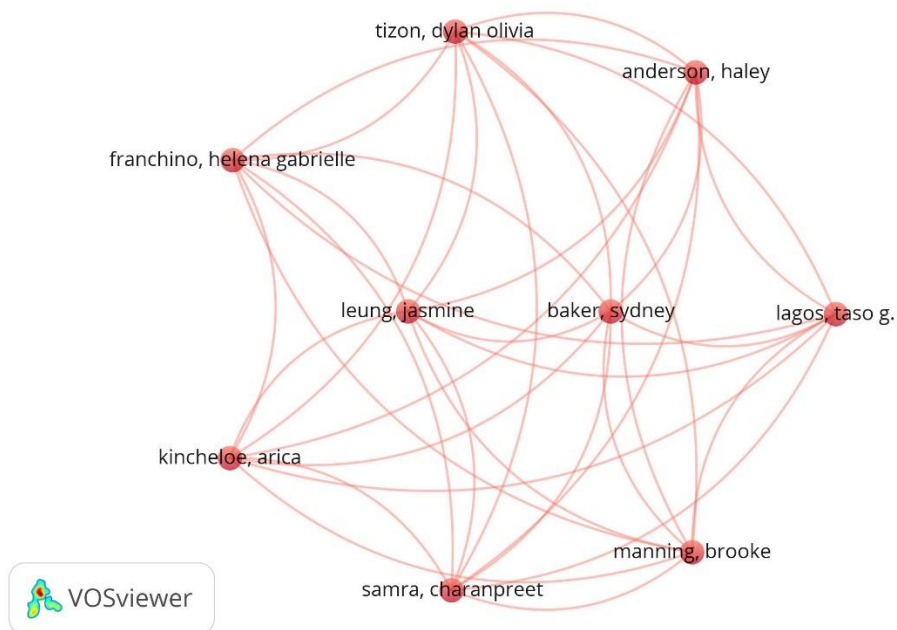 tizon, dylan olivia
anderson, haley
franchino, helena gabrielle
leung, jasmine
baker, sydney
lagos, taso g.
kincheloe, arica
manning, brooke
samra, charanpreet
VOSviewer